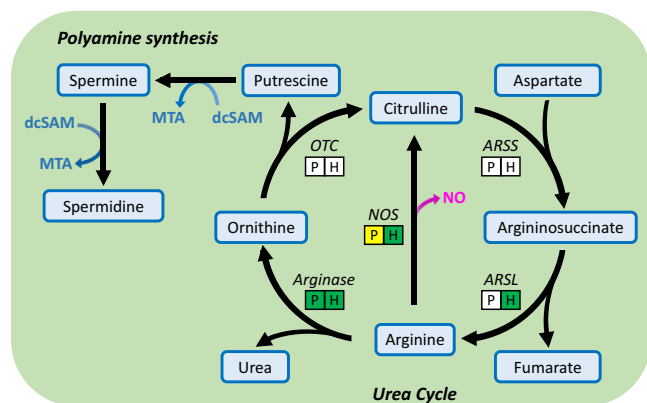 Polyamine synthesis
Spermine
Putrescine
Aspartate
Citrulline
dcSAM
MTA
dcSAM
MTA
OTC
P H
ARSS
P H
Spermidine
Ornithine
NOS
P H
NO
Argininosuccinate
Arginase
P H
ARSL
P H
Arginine
Urea
Fumarate
Urea Cycle